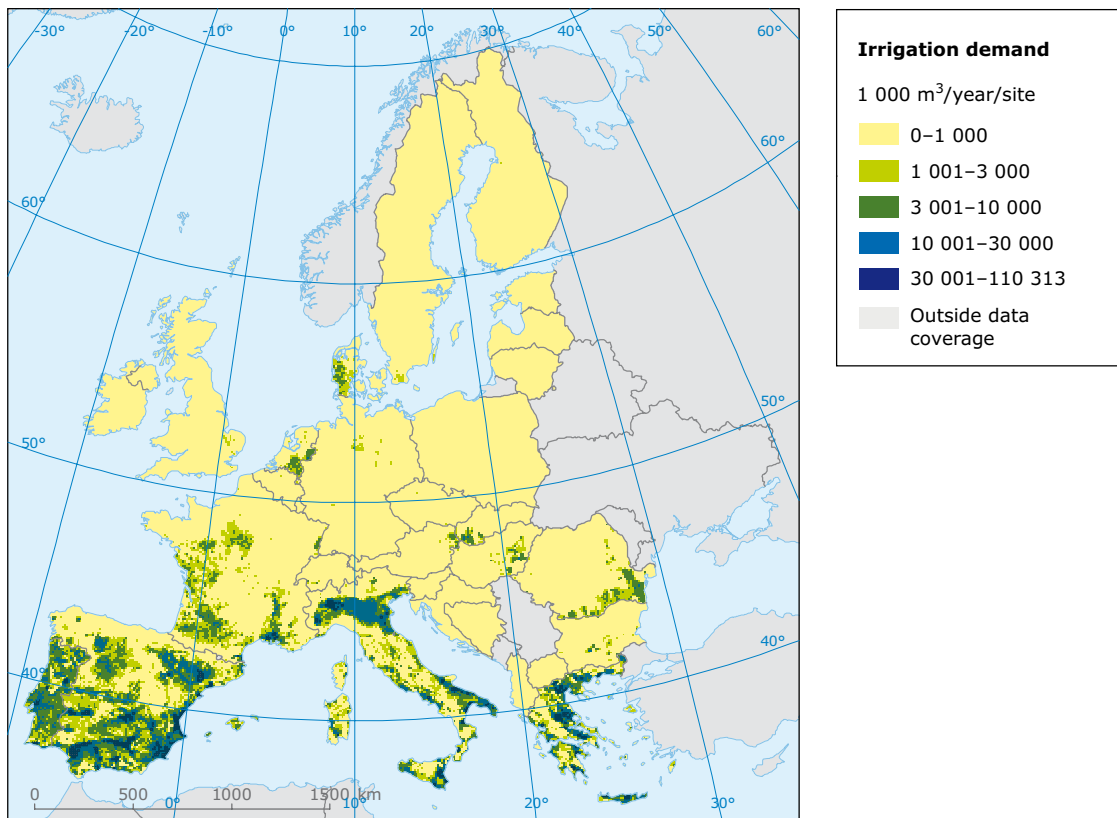 -30° -20° -10° 0° 10° 20° 30° 40° 50° 60°
60° 60°
50° 50°
40° 40°
0 500 1000 1500 km
0° 10° 20° 30°
Irrigation demand
1 000 m³/year/site
0–1 000
1 001–3 000
3 001–10 000
10 001–30 000
30 001–110 313
Outside data
coverage